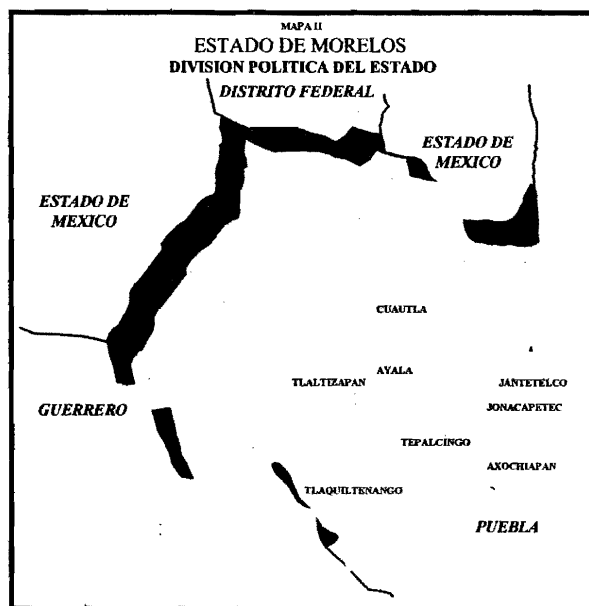 MAPA II
ESTADO DE MORELOS
DIVISION POLITICA DEL ESTADO
DISTRITO FEDERAL
ESTADO DE
MEXICO
ESTADO DE
MEXICO
CUAUTLA
AYALA
TLALTIZAPAN
JANTETELCO
GUERRERO
JONACAPETEC
TEPALCINGO
AXOCHIAPAN
TLAQUILTENANGO
PUEBLA